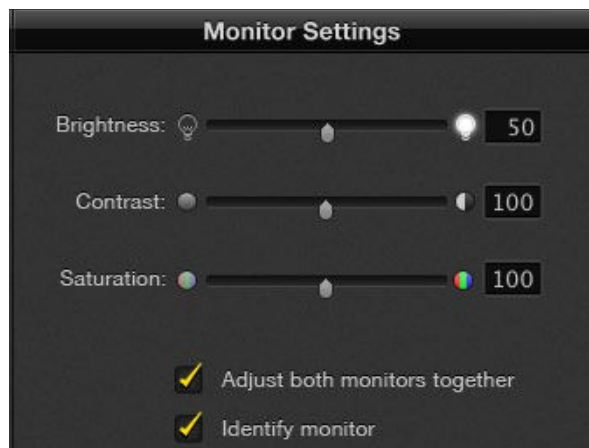 Monitor Settings
Brightness: 50
Contrast: 100
Saturation: 100
Adjust both monitors together
Identify monitor